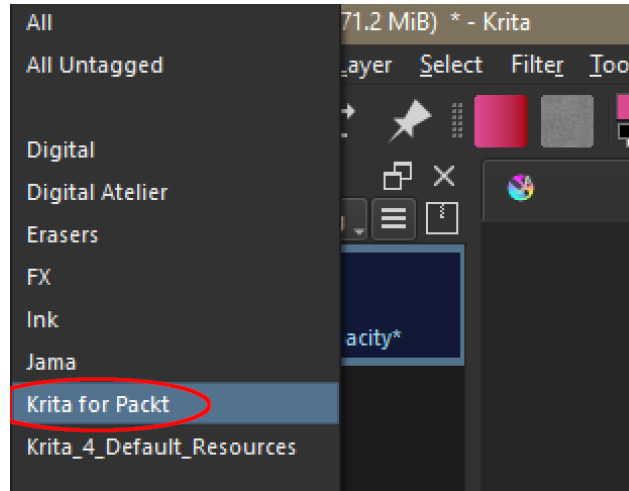 All
71.2 MiB) * - Krita
All Untagged
Layer Select Filter Too
Digital
Digital Atelier
Erasers
FX
Ink
acity*
Jama
Krita for Packt
Krita_4_Default_Resources